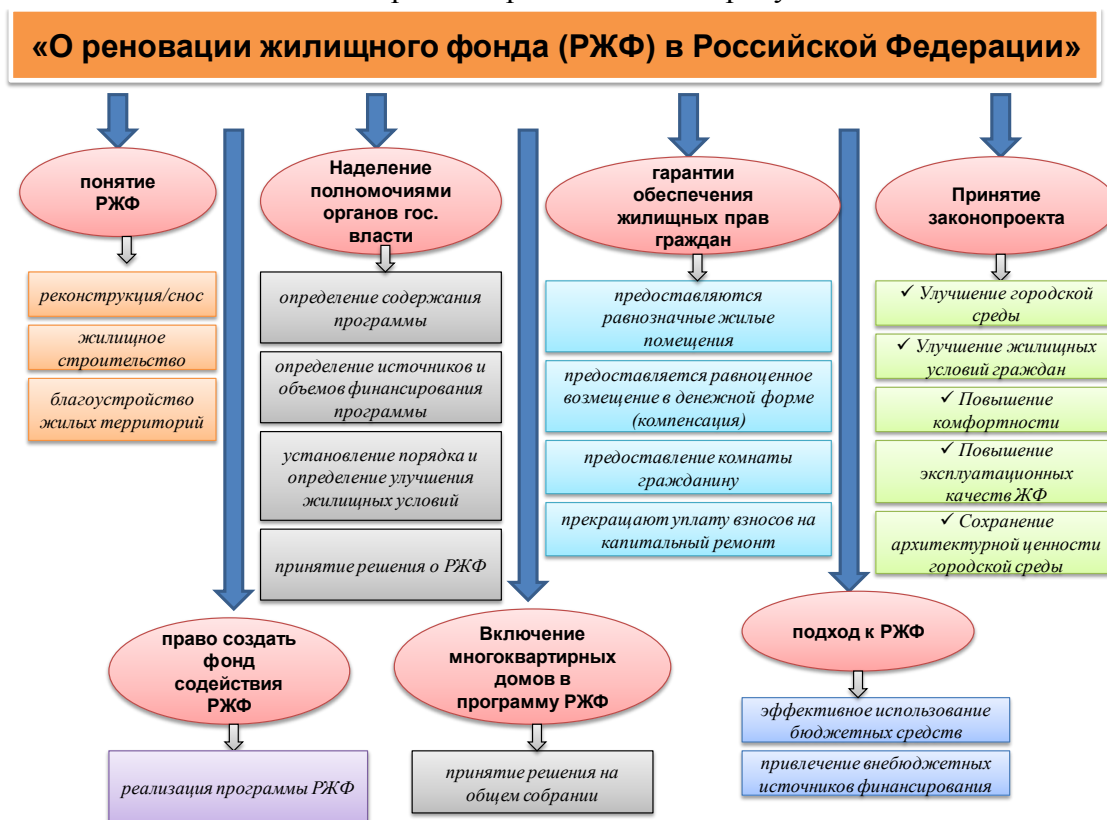 «О реновации жилищного фонда (РЖФ) в Российской Федерации»
понятие
РЖФ
реконструкция/снос
жилищное
строительство
благоустройство
жилых территорий
Наделение
полномочиями
органов гос.
власти
определение содержания
программы
определение источников и
объемов финансирования
программы
установление порядка и
определение улучшения
жилищных условий
принятие решения о РЖФ
гарантии
обеспечения
жилищных прав
граждан
предоставляются
равнозначные жилые
помещения
предоставляется равноценное
возмещение в денежной форме
(компенсация)
предоставление комнаты
гражданину
прекращают уплату взносов на
капитальный ремонт
Принятие
законопроекта
✓ Улучшение городской
среды
✓ Улучшение жилищных
условий граждан
✓ Повышение
комфортности
✓ Повышение
эксплуатационных
качеств ЖФ
✓ Сохранение
архитектурной ценности
городской среды
право создать
фонд
содействия
РЖФ
реализация программы РЖФ
Включение
многоквартирных
домов в
программу РЖФ
принятие решения на
общем собрании
подход к РЖФ
эффективное использование
бюджетных средств
привлечение внебюджетных
источников финансирования